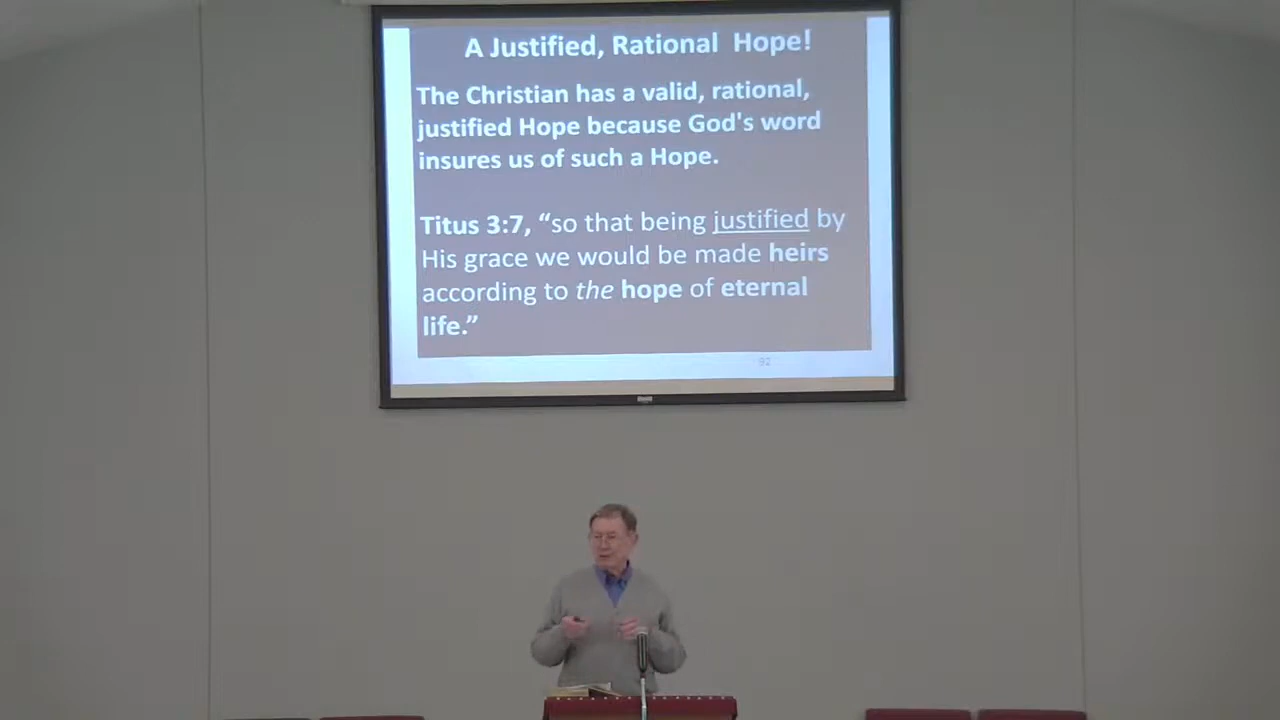 A Justified, Rational Hope!
The Christian has a valid, rational,
justified Hope because God's word
insures us of such a Hope.
Titus 3:7, “so that being justified by
His grace we would be made heirs
according to the hope of eternal
life.”
92